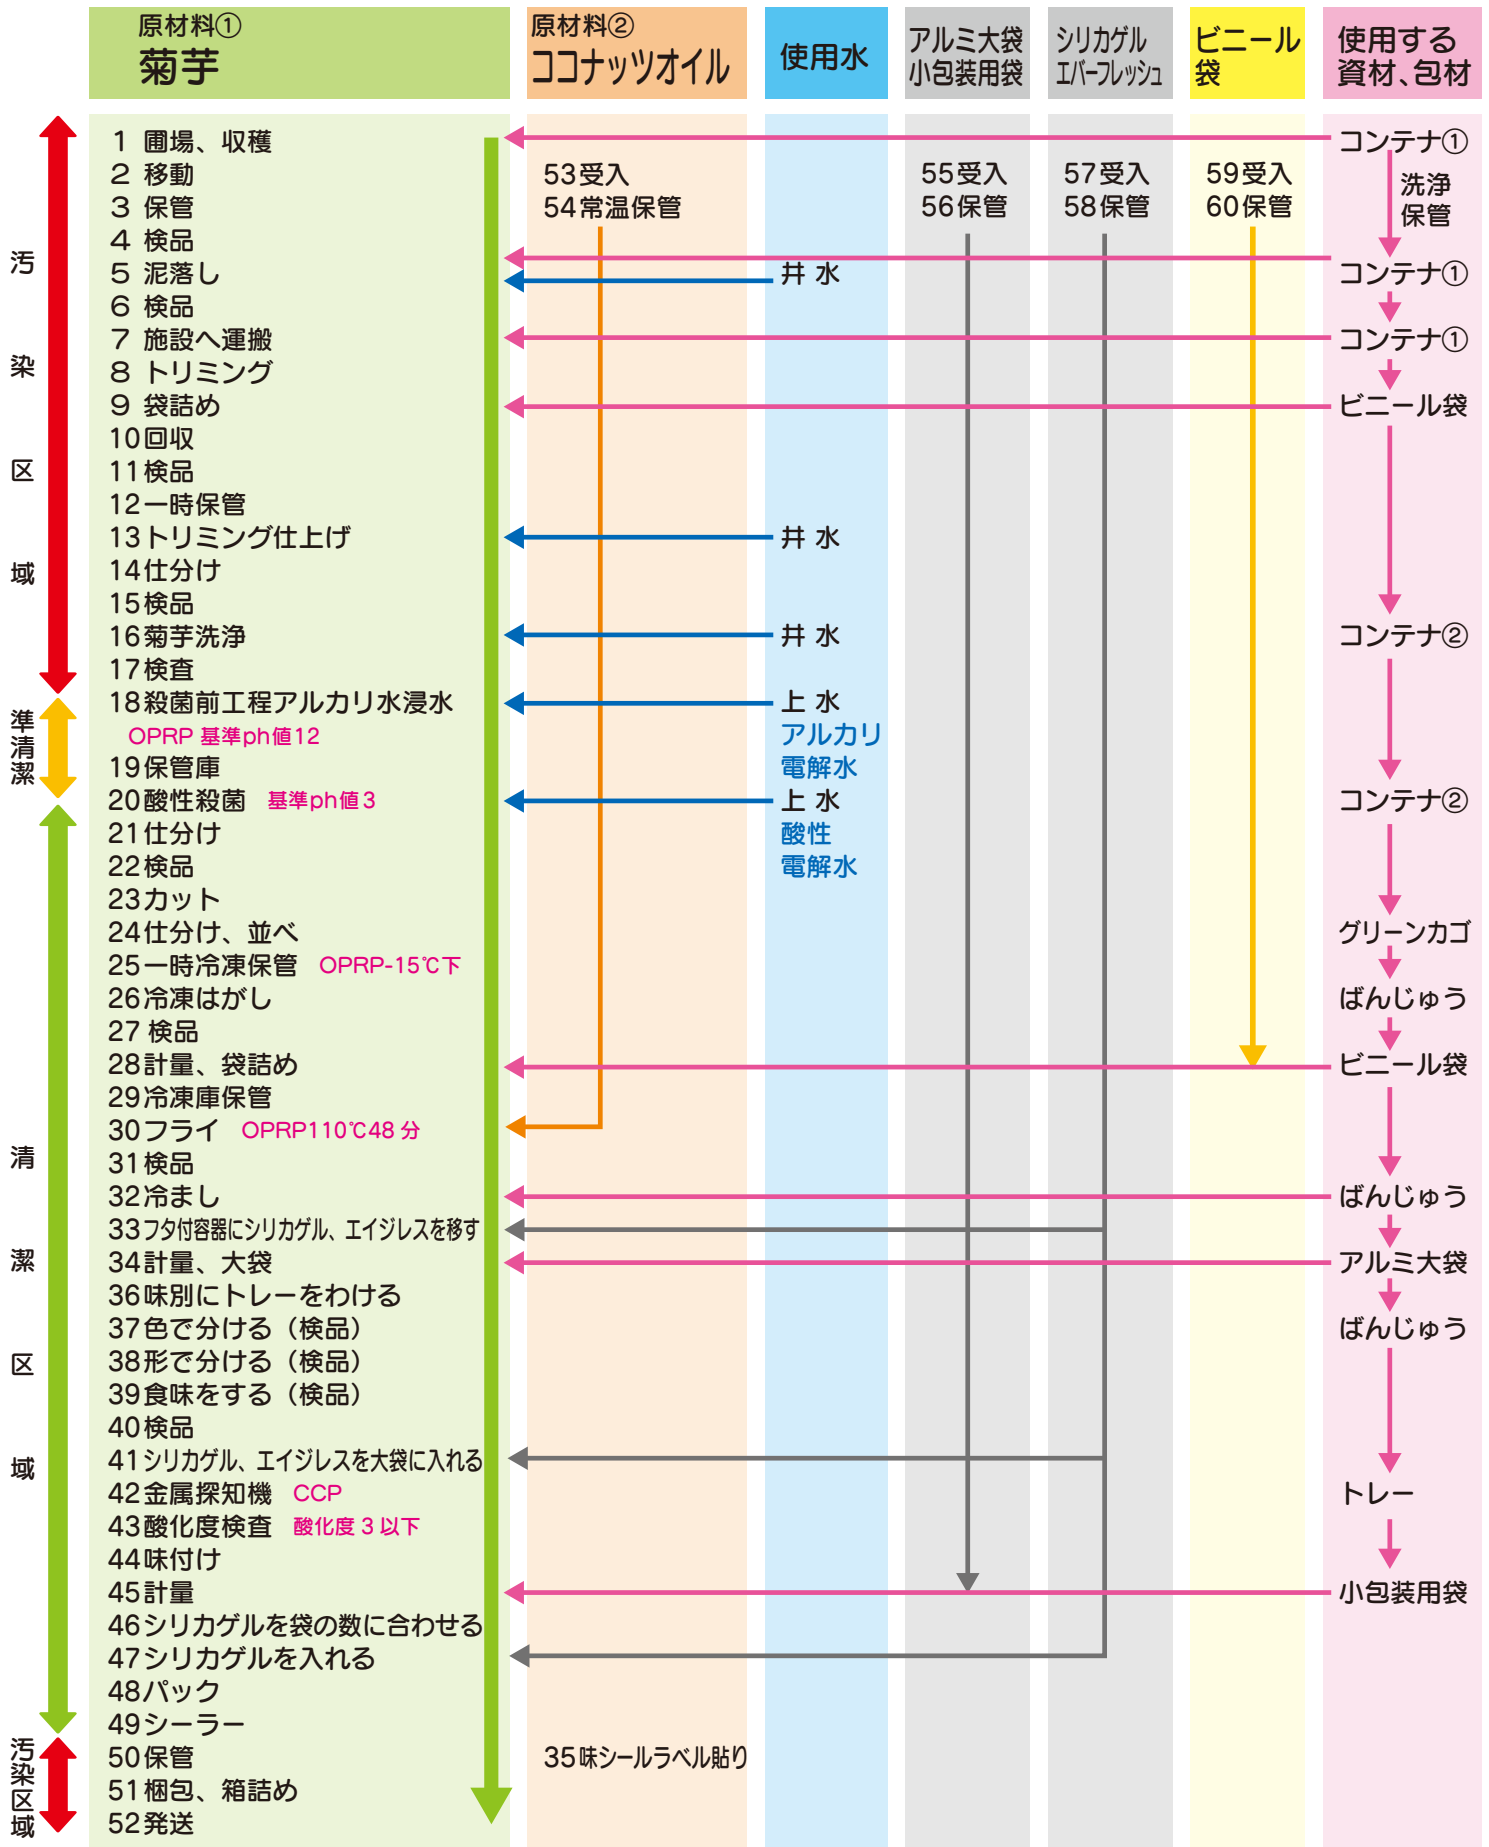 原材料①
菊芋
原材料②
ココナッツオイル
使用水
アルミ大袋
小包装用袋
シリカゲル
エバーフレッシュ
ビニール
袋
使用する
資材、包材
汚染区域
準清潔
清潔区域
汚染区域
1 圃場、収穫
2 移動
3 保管
4 検品
5 泥落し
6 検品
7 施設へ運搬
8 トリミング
9 袋詰め
10回収
11検品
12一時保管
13トリミング仕上げ
14仕分け
15検品
16菊芋洗浄
17検査
18殺菌前工程アルカリ水浸水
OPRP 基準ph値12
19保管庫
20酸性殺菌 基準ph値3
21仕分け
22検品
23カット
24仕分け、並べ
25一時冷凍保管 OPRP-15℃下
26冷凍はがし
27 検品
28計量、袋詰め
29冷凍庫保管
30フライ OPRP110℃48分
31検品
32冷まし
33フタ付容器にシリカゲル、エイジレスを移す
34計量、大袋
36味別にトレーをわける
37色で分ける（検品）
38形で分ける（検品）
39食味をする（検品）
40検品
41シリカゲル、エイジレスを大袋に入れる
42金属探知機 CCP
43酸化度検査 酸化度3以下
44味付け
45計量
46シリカゲルを袋の数に合わせる
47シリカゲルを入れる
48パック
49シーラー
50保管
51梱包、箱詰め
52発送
53受入
54常温保管
35味シールラベル貼り
井 水
井 水
井 水
上 水
アルカリ
電解水
上 水
酸性
電解水
55受入
56保管
57受入
58保管
59受入
60保管
コンテナ①
洗浄
保管
コンテナ①
コンテナ①
ビニール袋
コンテナ②
コンテナ②
グリーンカゴ
ばんじゅう
ビニール袋
ばんじゅう
アルミ大袋
ばんじゅう
トレー
小包装用袋